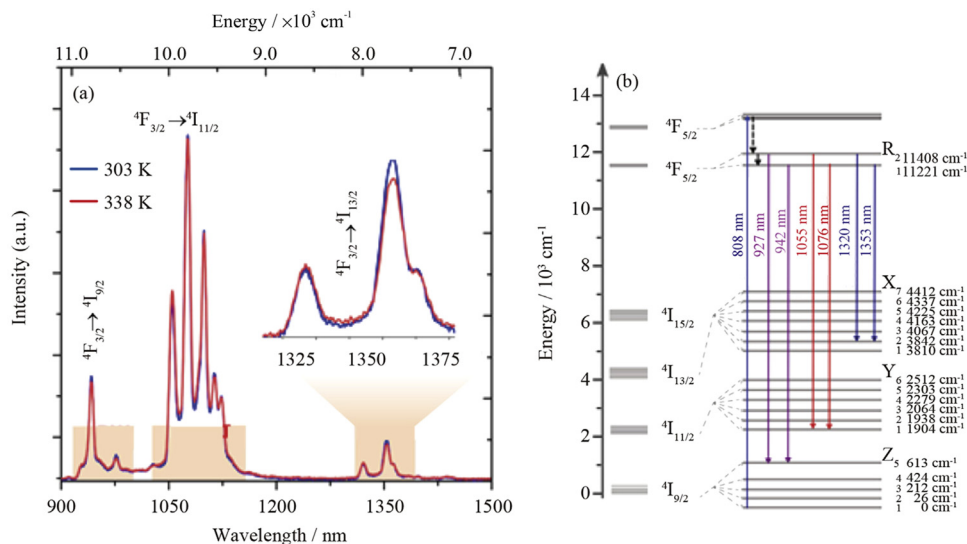 Energy / ×10³ cm⁻¹
11.0 10.0 9.0 8.0 7.0
(a)
⁴F₃/₂→⁴I₁₁/₂
303 K
338 K
⁴F₃/₂→⁴I₉/₂
⁴F₃/₂→⁴I₁₃/₂
1325 1350 1375
Intensity (a.u.)
900 1050 1200 1350 1500
Wavelength / nm
(b)
Energy / 10³ cm⁻¹
14
12
10
8
6
4
2
0
⁴F₅/₂
⁴F₅/₂
⁴I₁₅/₂
⁴I₁₃/₂
⁴I₁₁/₂
⁴I₉/₂
808 nm
927 nm
942 nm
1055 nm
1076 nm
1320 nm
1353 nm
R
2 11408 cm⁻¹
1 11221 cm⁻¹
X
7 4412 cm⁻¹
6 4337 cm⁻¹
5 4225 cm⁻¹
4 4163 cm⁻¹
3 4067 cm⁻¹
2 3842 cm⁻¹
1 3810 cm⁻¹
Y
6 2512 cm⁻¹
5 2303 cm⁻¹
4 2279 cm⁻¹
3 2064 cm⁻¹
2 1938 cm⁻¹
1 1904 cm⁻¹
Z
5 613 cm⁻¹
4 424 cm⁻¹
3 212 cm⁻¹
2 26 cm⁻¹
1 0 cm⁻¹